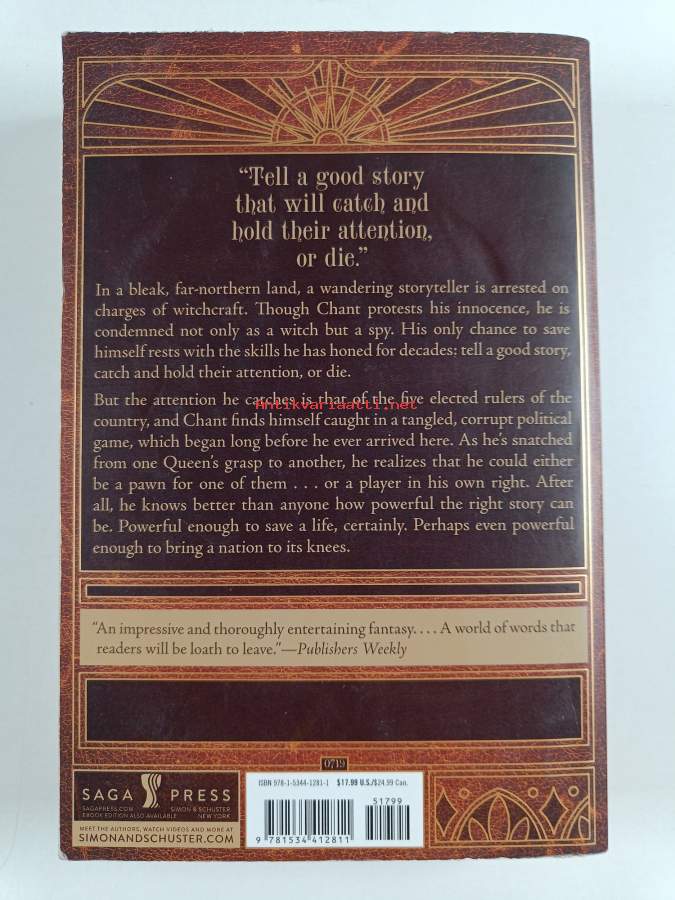 “Tell a good story
that will catch and
hold their attention,
or die.”
In a bleak, far-northern land, a wandering storyteller is arrested on
charges of witchcraft. Though Chant protests his innocence, he is
condemned not only as a witch but a spy. His only chance to save
himself rests with the skills he has honed for decades: tell a good story,
catch and hold their attention, or die.
But the attention he catches is that of the five elected rulers of the
Antikvariaatti.net
country, and Chant finds himself caught in a tangled, corrupt political
game, which began long before he ever arrived here. As he’s snatched
from one Queen’s grasp to another, he realizes that he could either
be a pawn for one of them . . . or a player in his own right. After
all, he knows better than anyone how powerful the right story can
be. Powerful enough to save a life, certainly. Perhaps even powerful
enough to bring a nation to its knees.
“An impressive and thoroughly entertaining fantasy. . . . A world of words that
readers will be loath to leave.”—Publishers Weekly
0719
SAGA PRESS
SAGAPRESS.COM SIMON & SCHUSTER
EBOOK EDITION ALSO AVAILABLE NEW YORK
MEET THE AUTHORS, WATCH VIDEOS AND MORE AT
SIMONANDSCHUSTER.COM
ISBN 978-1-5344-1281-1 $17.99 U.S./$24.99 Can.
51799
9 781534 412811